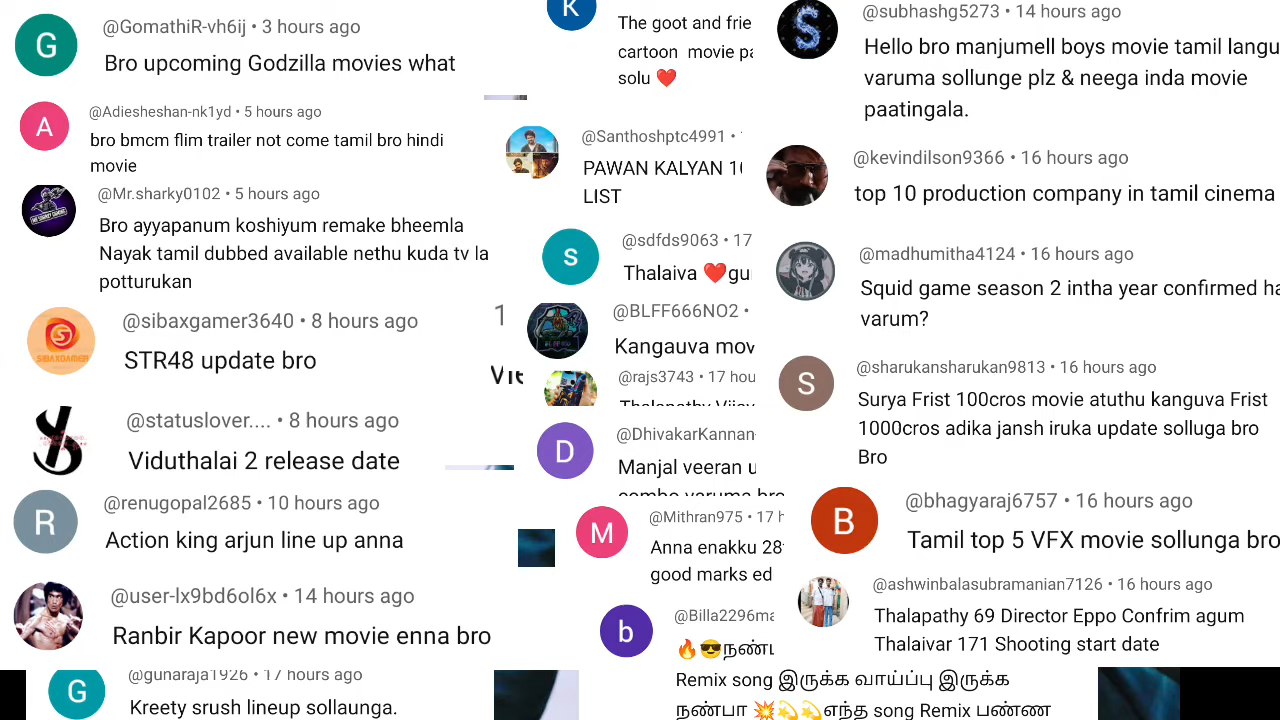 G
@GomathiR-vh6ij • 3 hours ago
Bro upcoming Godzilla movies what
A
@Adiesheshan-nk1yd • 5 hours ago
bro bmcm flim trailer not come tamil bro hindi
movie
@Mr.sharky0102 • 5 hours ago
Bro ayyapanum koshiyum remake bheemla
Nayak tamil dubbed available nethu kuda tv la
potturukan
@sibaxgamer3640 • 8 hours ago
STR48 update bro
@statuslover.... • 8 hours ago
Viduthalai 2 release date
R
@renugopal2685 • 10 hours ago
Action king arjun line up anna
@user-lx9bd6ol6x • 14 hours ago
Ranbir Kapoor new movie enna bro
G
@gunaraja1926 • 17 hours ago
Kreety srush lineup sollaunga.
K
The goot and frie
cartoon movie pa
solu ❤️
@Santhoshptc4991 •
PAWAN KALYAN 10
LIST
s
@sdfds9063 • 17
Thalaiva ❤️gu
1
@BLFF666NO2 •
Kangauva mov
@rajs3743 • 17 hou
Thalapathy Vijay
D
@DhivakarKannan
Manjal veeran u
combo varuma bro
M
@Mithran975 • 17 h
Anna enakku 28
good marks ed
b
@Billa2296ma
🔥😎நண்ப
Remix song இருக்க வாய்ப்பு இருக்க
நண்பா 💥💫💫எந்த song Remix பண்ண
S
@subhashg5273 • 14 hours ago
Hello bro manjumell boys movie tamil langu
varuma sollunge plz & neega inda movie
paatingala.
@kevindilson9366 • 16 hours ago
top 10 production company in tamil cinema
@madhumitha4124 • 16 hours ago
Squid game season 2 intha year confirmed ha
varum?
S
@sharukansharukan9813 • 16 hours ago
Surya Frist 100cros movie atuthu kanguva Frist
1000cros adika jansh iruka update solluga bro
Bro
B
@bhagyaraj6757 • 16 hours ago
Tamil top 5 VFX movie sollunga bro
@ashwinbalasubramanian7126 • 16 hours ago
Thalapathy 69 Director Eppo Confrim agum
Thalaivar 171 Shooting start date